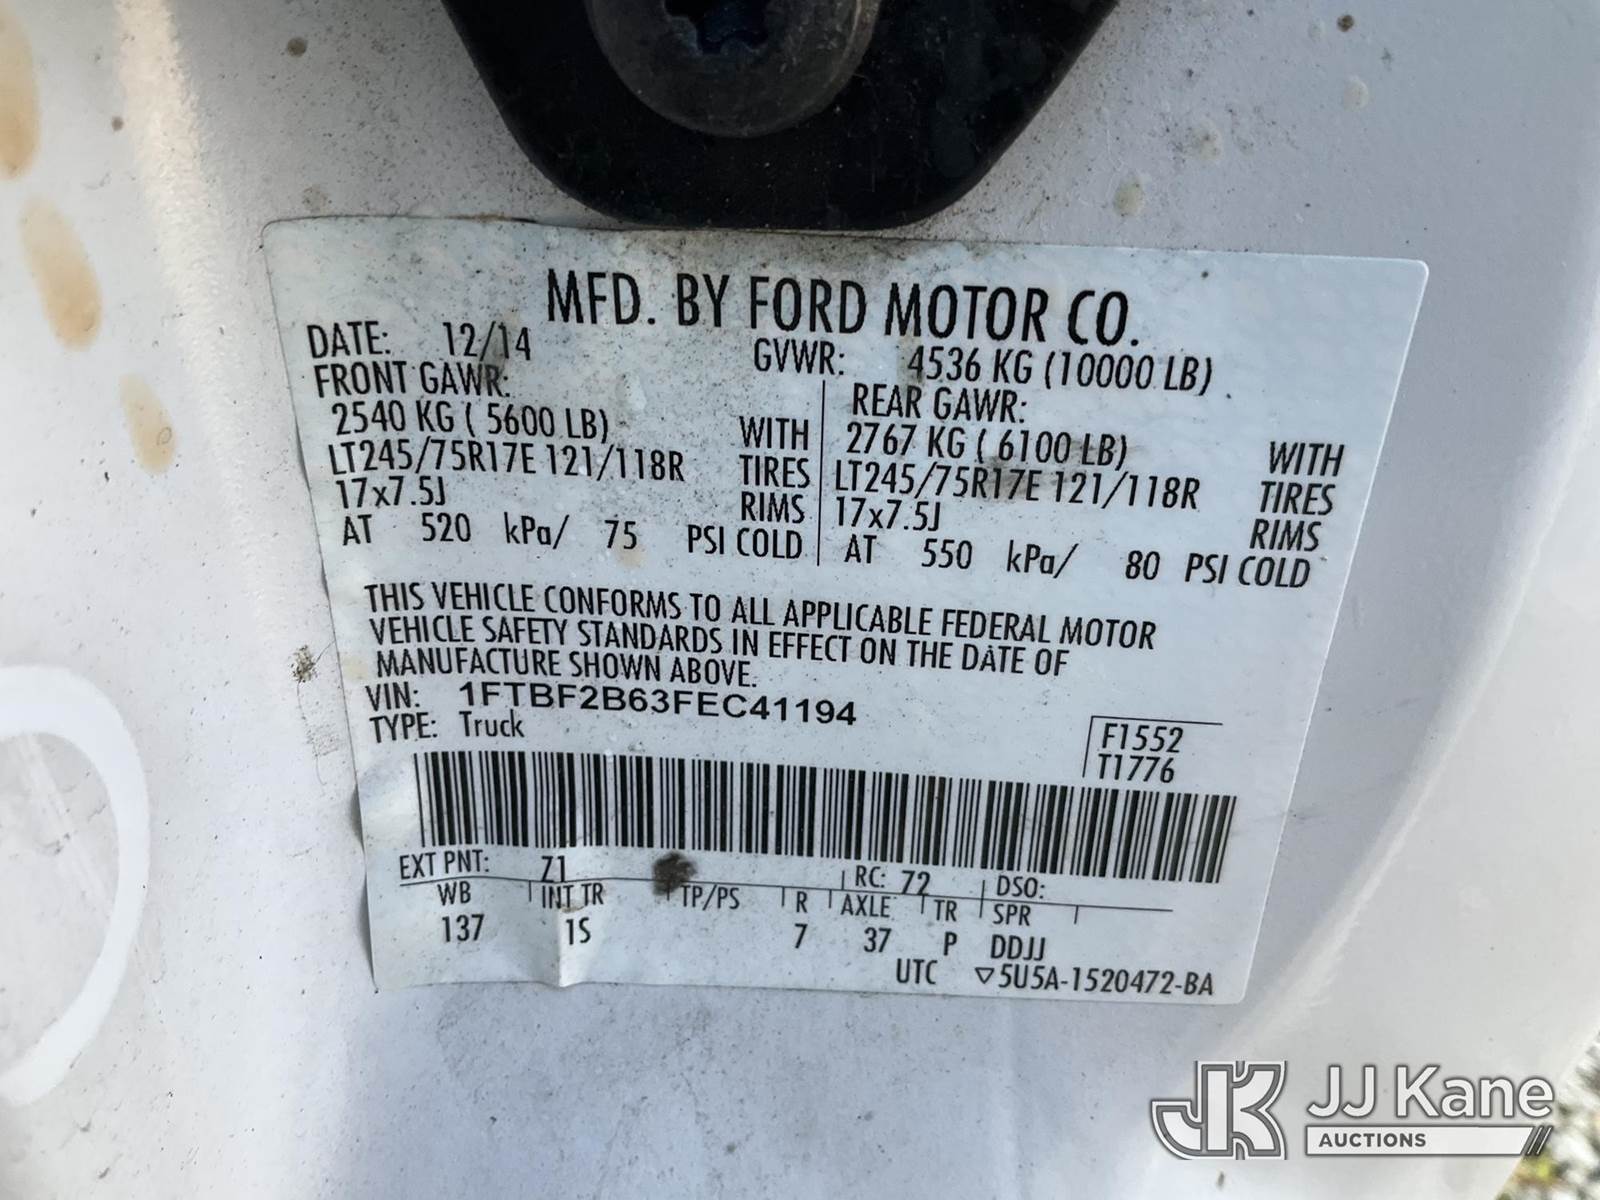 MFD. BY FORD MOTOR CO.
DATE: 12/14 GVWR: 4536 KG (10000 LB)
FRONT GAWR: REAR GAWR:
2540 KG ( 5600 LB) WITH 2767 KG ( 6100 LB) WITH
LT245/75R17E 121/118R TIRES LT245/75R17E 121/118R TIRES
17x7.5J RIMS 17x7.5J RIMS
AT 520 kPa/ 75 PSI COLD AT 550 kPa/ 80 PSI COLD
THIS VEHICLE CONFORMS TO ALL APPLICABLE FEDERAL MOTOR
VEHICLE SAFETY STANDARDS IN EFFECT ON THE DATE OF
MANUFACTURE SHOWN ABOVE.
VIN: 1FTBF2B63FEC41194
TYPE: Truck
F1552
T1776
EXT PNT: Z1 RC: 72 DSO:
WB INT TR TP/PS R AXLE TR SPR
137 1S 7 37 P DDJJ
UTC ▽5U5A-1520472-BA
JJ Kane
AUCTIONS